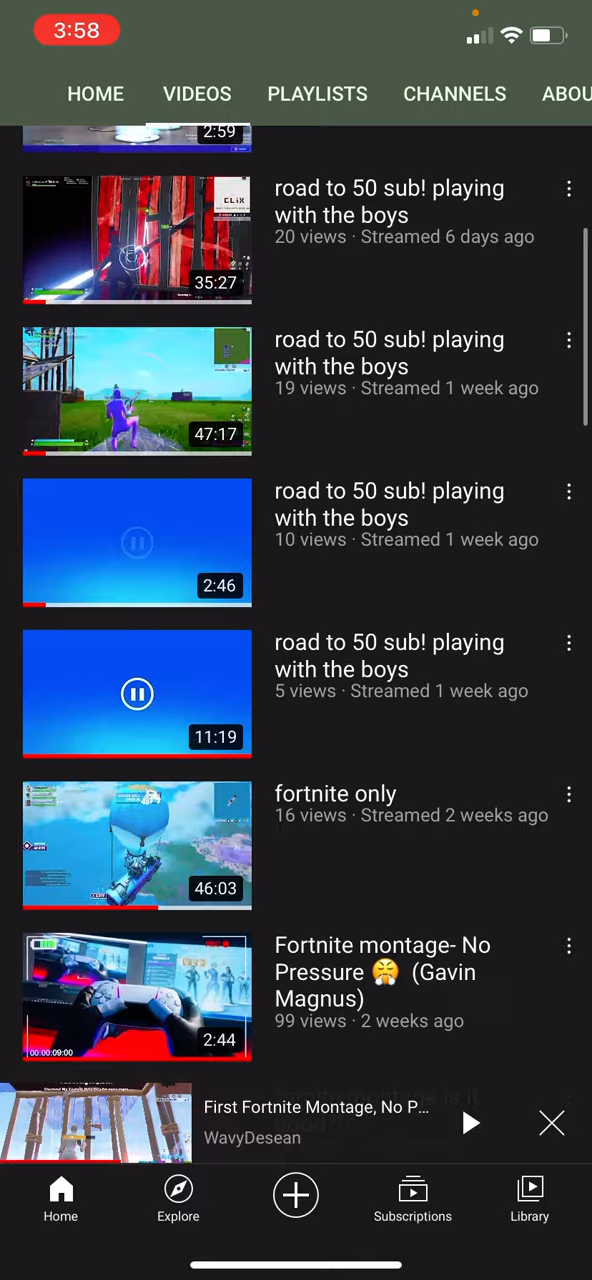 3:58
HOME VIDEOS PLAYLISTS CHANNELS ABOU
2:59
CLIX
road to 50 sub! playing
with the boys
20 views · Streamed 6 days ago
35:27
road to 50 sub! playing
with the boys
19 views · Streamed 1 week ago
47:17
road to 50 sub! playing
with the boys
10 views · Streamed 1 week ago
2:46
road to 50 sub! playing
with the boys
5 views · Streamed 1 week ago
11:19
fortnite only
16 views · Streamed 2 weeks ago
46:03
Fortnite montage- No
Pressure 😤 (Gavin
Magnus)
99 views · 2 weeks ago
2:44
00:00:09:00
First Fortnite Montage, No P...
WavyDesean
Home Explore Subscriptions Library